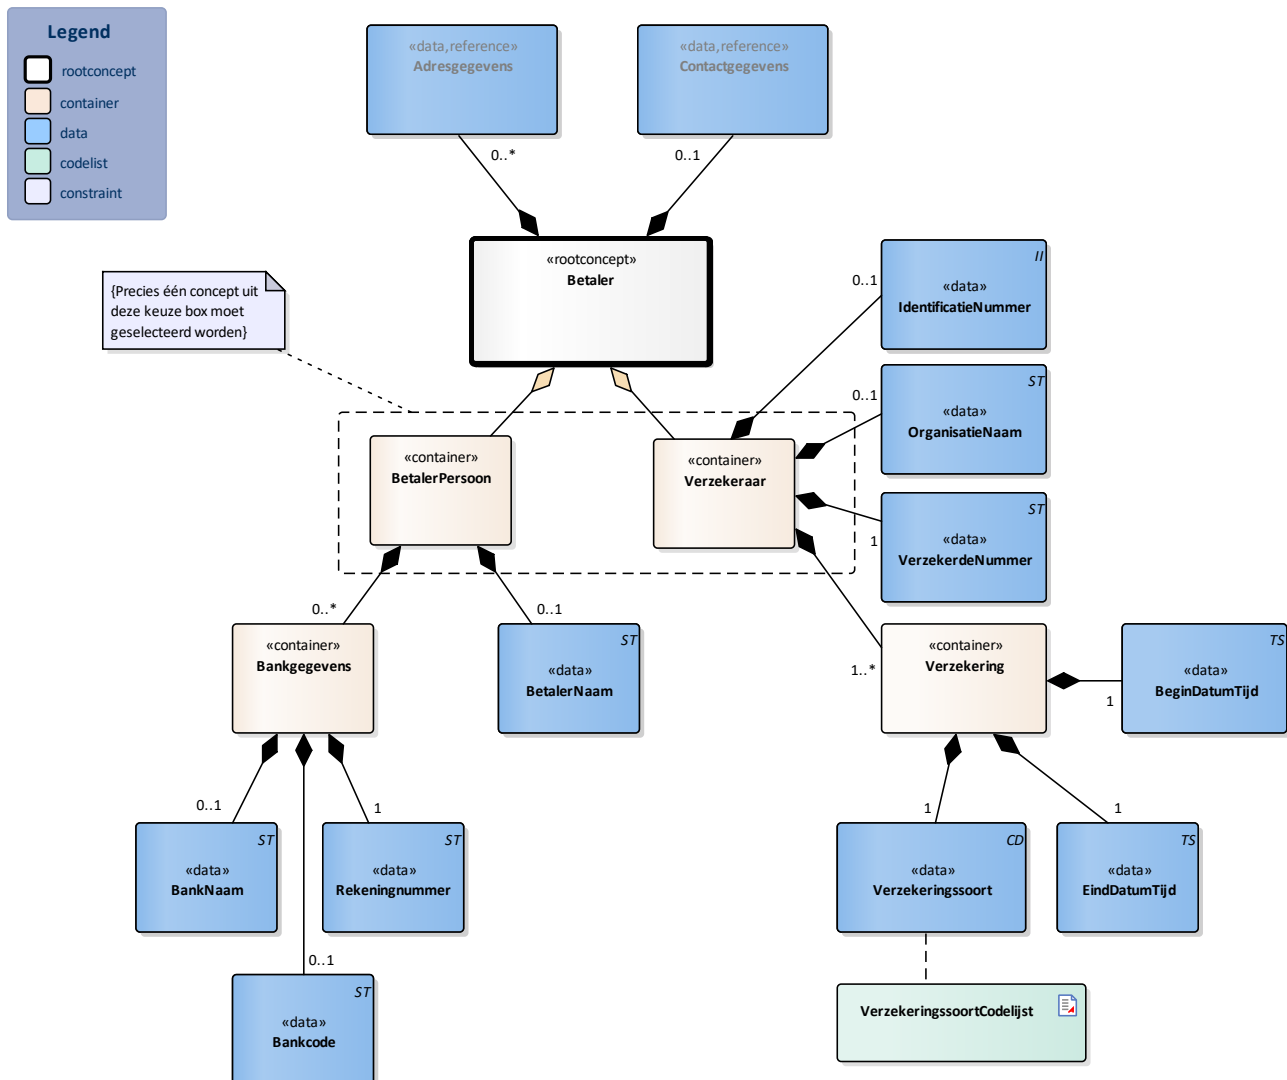 Legend
rootconcept
container
data
codelist
constraint
«data,reference»
Adresgegevens
«data,reference»
Contactgegevens
0..*
0..1
«rootconcept»
Betaler
{Precies één concept uit
deze keuze box moet
geselecteerd worden}
II
«data»
IdentificatieNummer
0..1
ST
«data»
OrganisatieNaam
0..1
«container»
BetalerPersoon
«container»
Verzekeraar
ST
«data»
VerzekerdeNummer
1
0..*
0..1
1..*
«container»
Bankgegevens
ST
«data»
BetalerNaam
«container»
Verzekering
TS
«data»
BeginDatumTijd
1
0..1
1
1
1
ST
«data»
BankNaam
ST
«data»
Rekeningnummer
CD
«data»
Verzekeringssoort
TS
«data»
EindDatumTijd
0..1
ST
«data»
Bankcode
VerzekeringssoortCodelijst